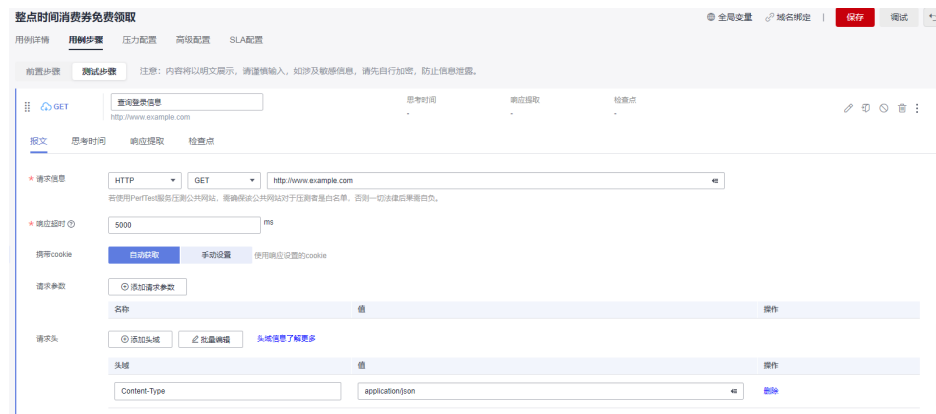 整点时间消费券免费领取
全局变量 域名绑定 | 保存 调试
用例详情 用例步骤 压力配置 高级配置 SLA配置
前置步骤 测试步骤 注意：内容将以明文展示，请谨慎输入，如涉及敏感信息，请先自行加密，防止信息泄露。
GET 查询登录信息 思考时间 响应提取 检查点
http://www.example.com - - -
报文 思考时间 响应提取 检查点
* 请求信息 HTTP GET http://www.example.com
若使用PerfTest服务压测公共网站，需确保该公共网站对于压测者是白名单，否则一切法律后果需自负。
* 响应超时 5000 ms
携带cookie 自动获取 手动设置 使用响应设置的cookie
请求参数 添加请求参数
名称 值 操作
请求头 添加头域 批量编辑 头域信息了解更多
头域 值 操作
Content-Type application/json 删除